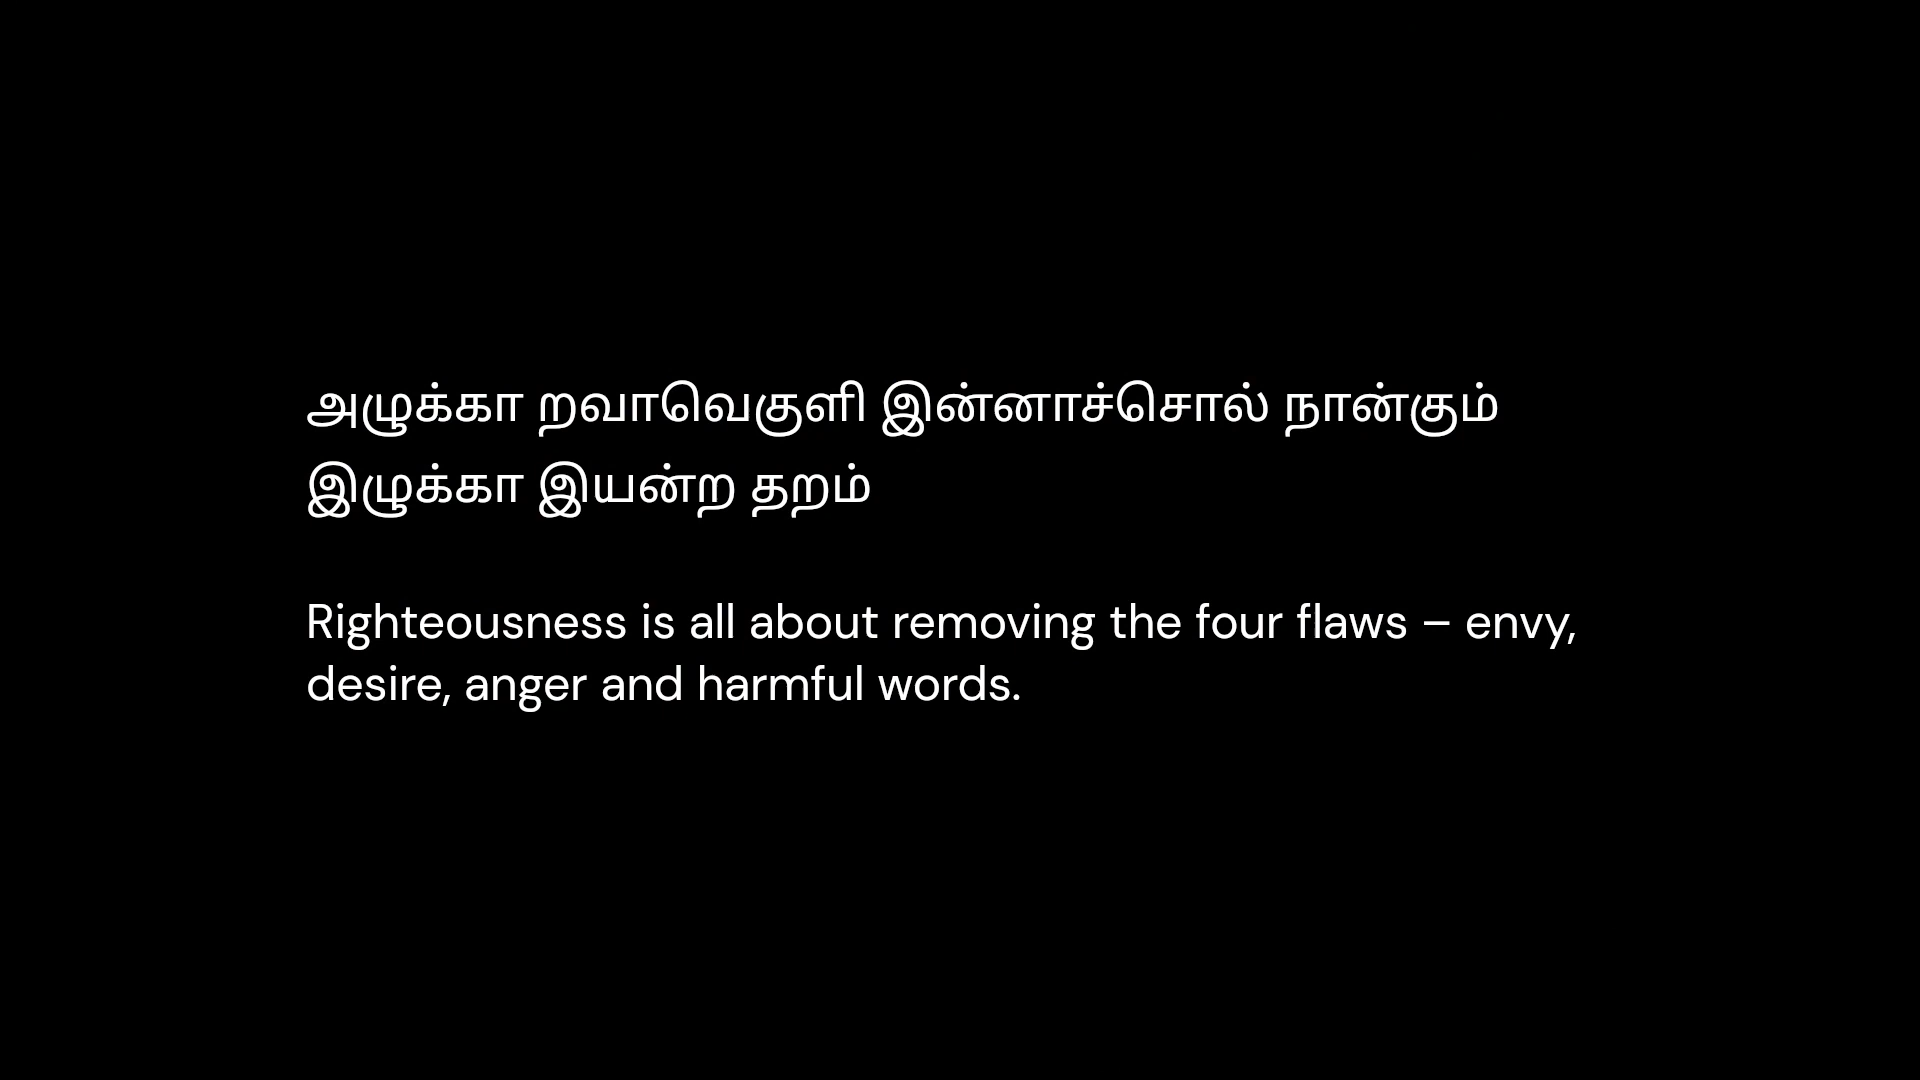 அழுக்கா றவாவெகுளி இன்னாச்சொல் நான்கும்
இழுக்கா இயன்ற தறம்
Righteousness is all about removing the four flaws – envy,
desire, anger and harmful words.